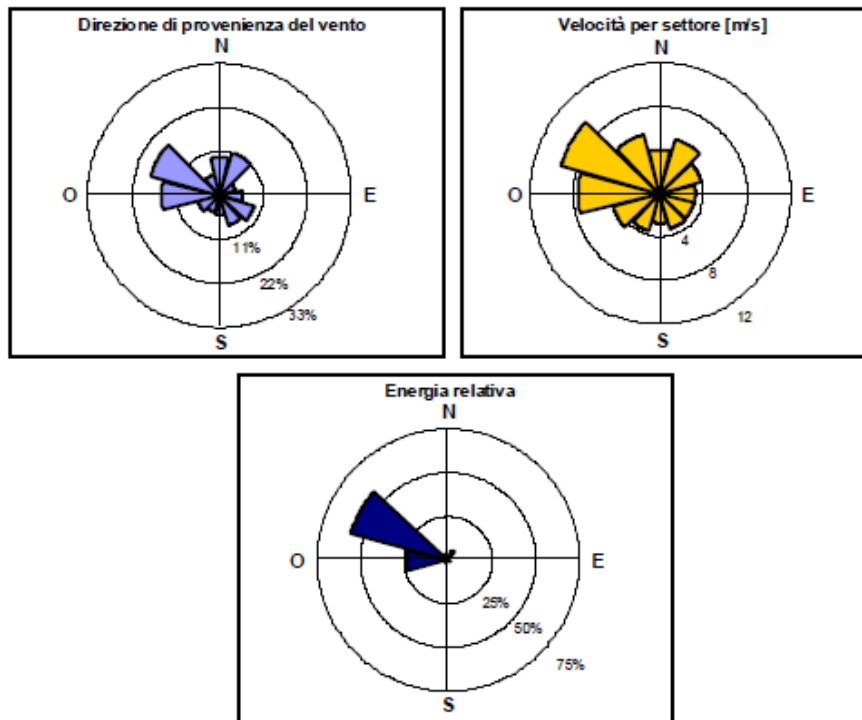 Direzione di provenienza del vento
N
O
E
11%
22%
33%
S
Velocità per settore [m/s]
N
O
E
4
8
12
S
Energia relativa
N
O
E
25%
50%
75%
S